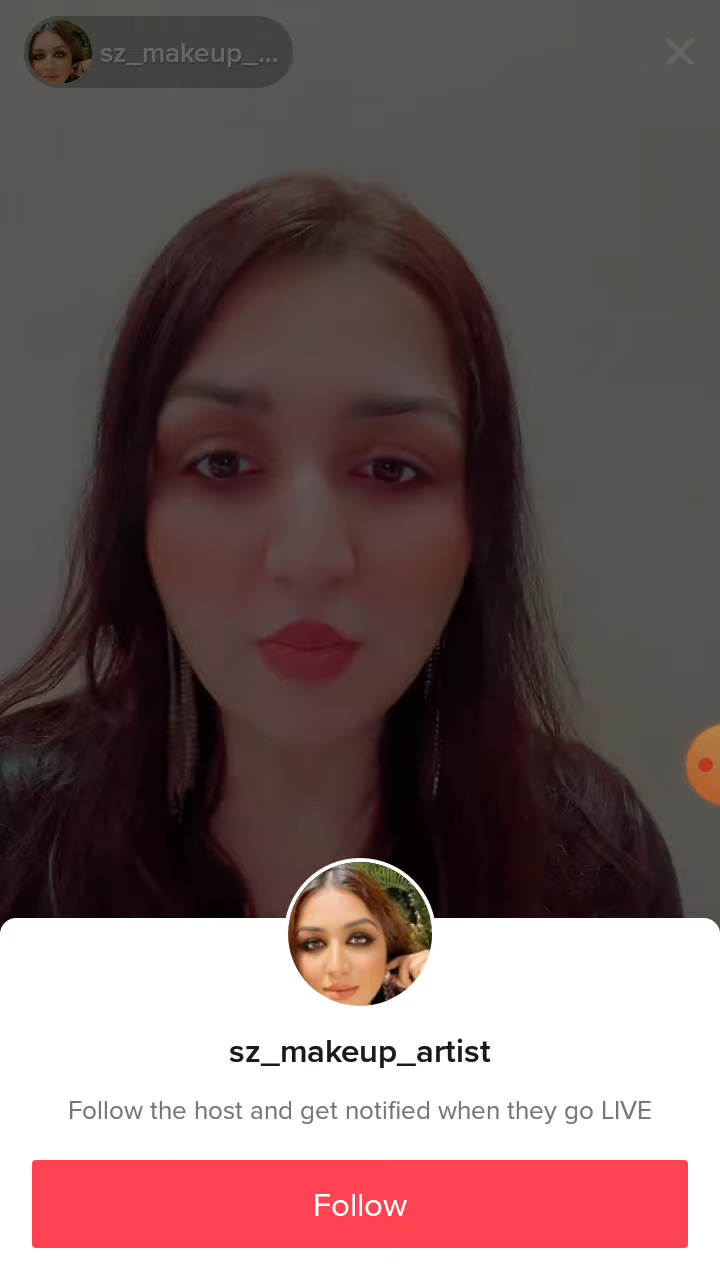 sz_makeup_...
sz_makeup_artist
Follow the host and get notified when they go LIVE
Follow